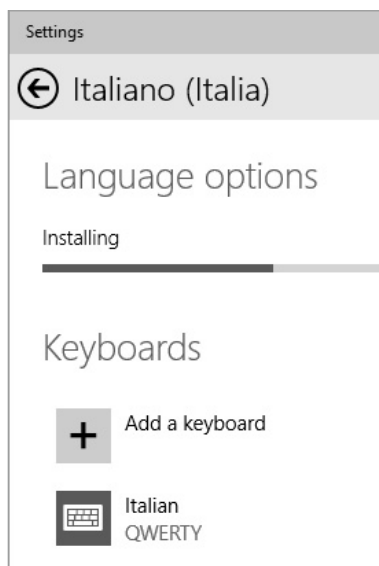 Settings
Italiano (Italia)
Language options
Installing
Keyboards
Add a keyboard
Italian
QWERTY